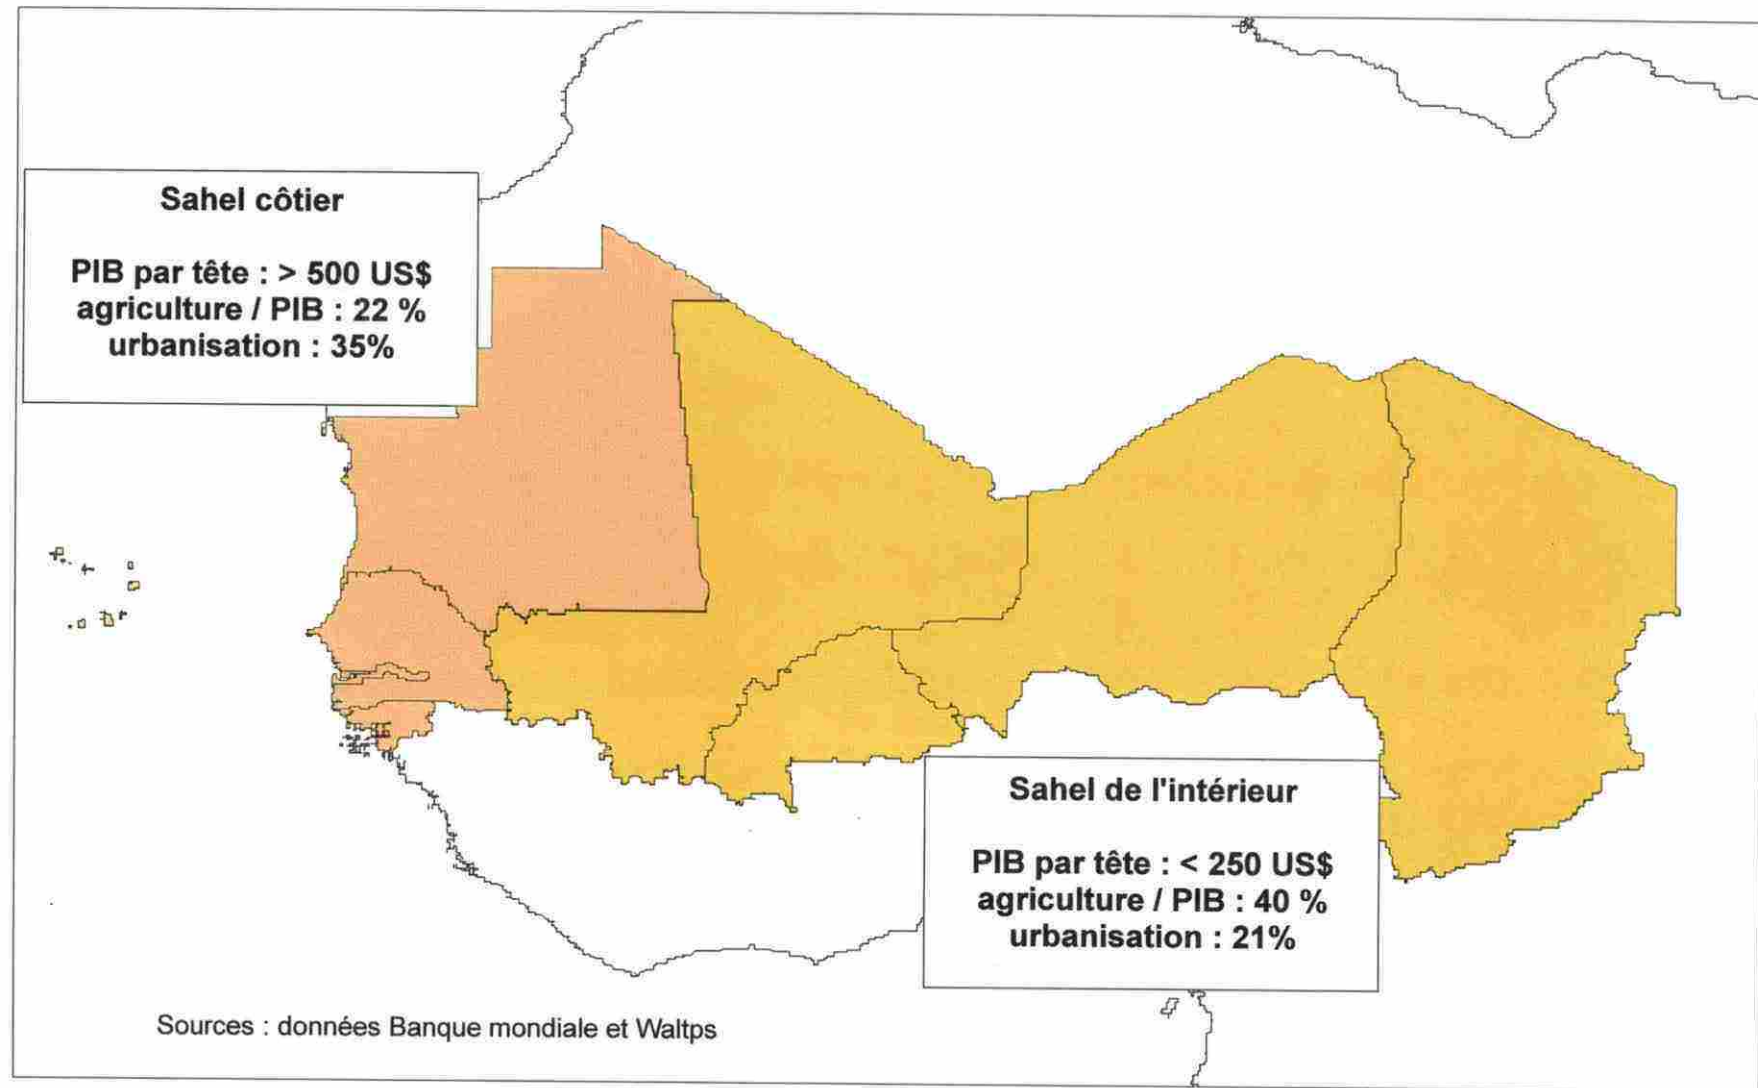 Sahel côtier
PIB par tête : > 500 US$
agriculture / PIB : 22 %
urbanisation : 35%
Sahel de l'intérieur
PIB par tête : < 250 US$
agriculture / PIB : 40 %
urbanisation : 21%
Sources : données Banque mondiale et Waltps